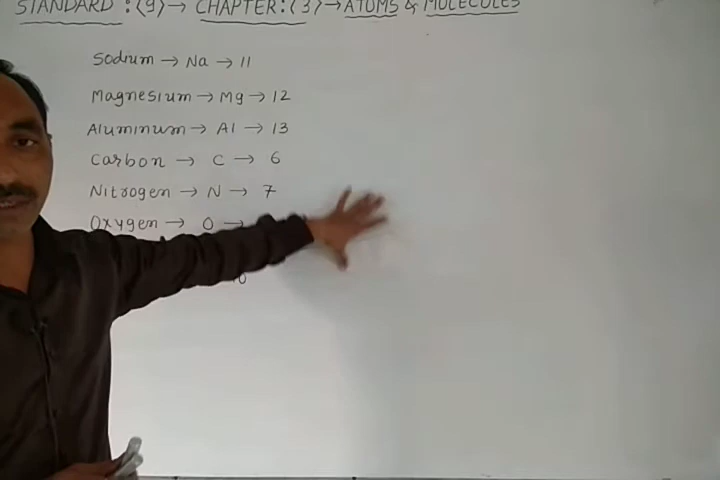 STANDARD :(9)→ CHAPTER:(3)→ATOMS & MOLECULES
Sodium → Na → 11
Magnesium → Mg → 12
Aluminum → Al → 13
Carbon → C → 6
Nitrogen → N → 7
Oxygen → O →